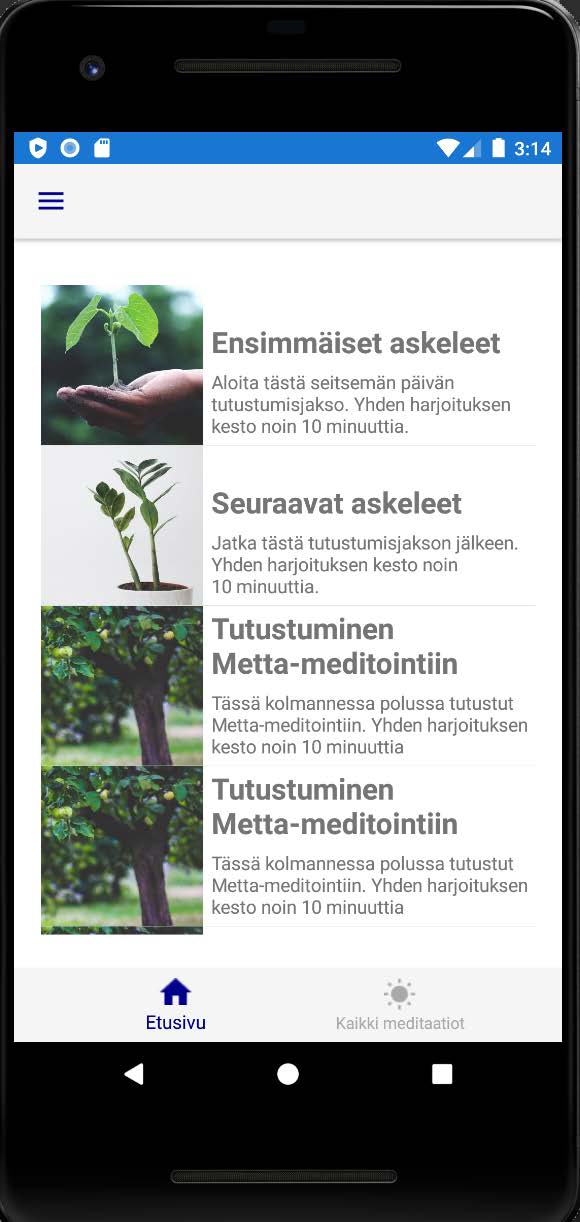 3:14
Ensimmäiset askeleet
Aloita tästä seitsemän päivän
tutustumisjakso. Yhden harjoituksen
kesto noin 10 minuuttia.
Seuraavat askeleet
Jatka tästä tutustumisjakson jälkeen.
Yhden harjoituksen kesto noin
10 minuuttia.
Tutustuminen
Metta-meditointiin
Tässä kolmannessa polussa tutustut
Metta-meditointiin. Yhden harjoituksen
kesto noin 10 minuuttia
Tutustuminen
Metta-meditointiin
Tässä kolmannessa polussa tutustut
Metta-meditointiin. Yhden harjoituksen
kesto noin 10 minuuttia
Etusivu
Kaikki meditaatiot